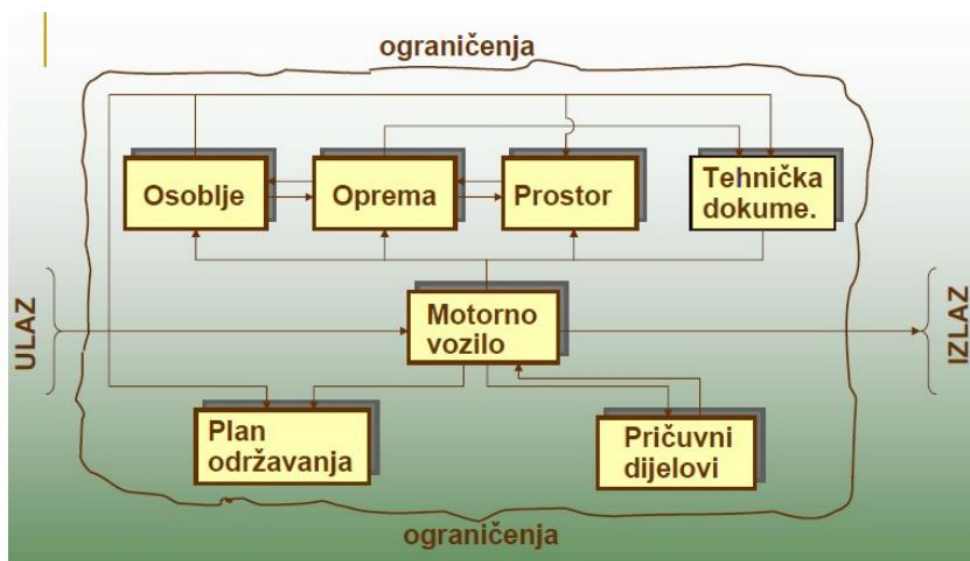 ograničenja
Osoblje
Oprema
Prostor
Tehnička
dokume.
ULAZ
Motorno
vozilo
IZLAZ
Plan
održavanja
Pričuvni
dijelovi
ograničenja